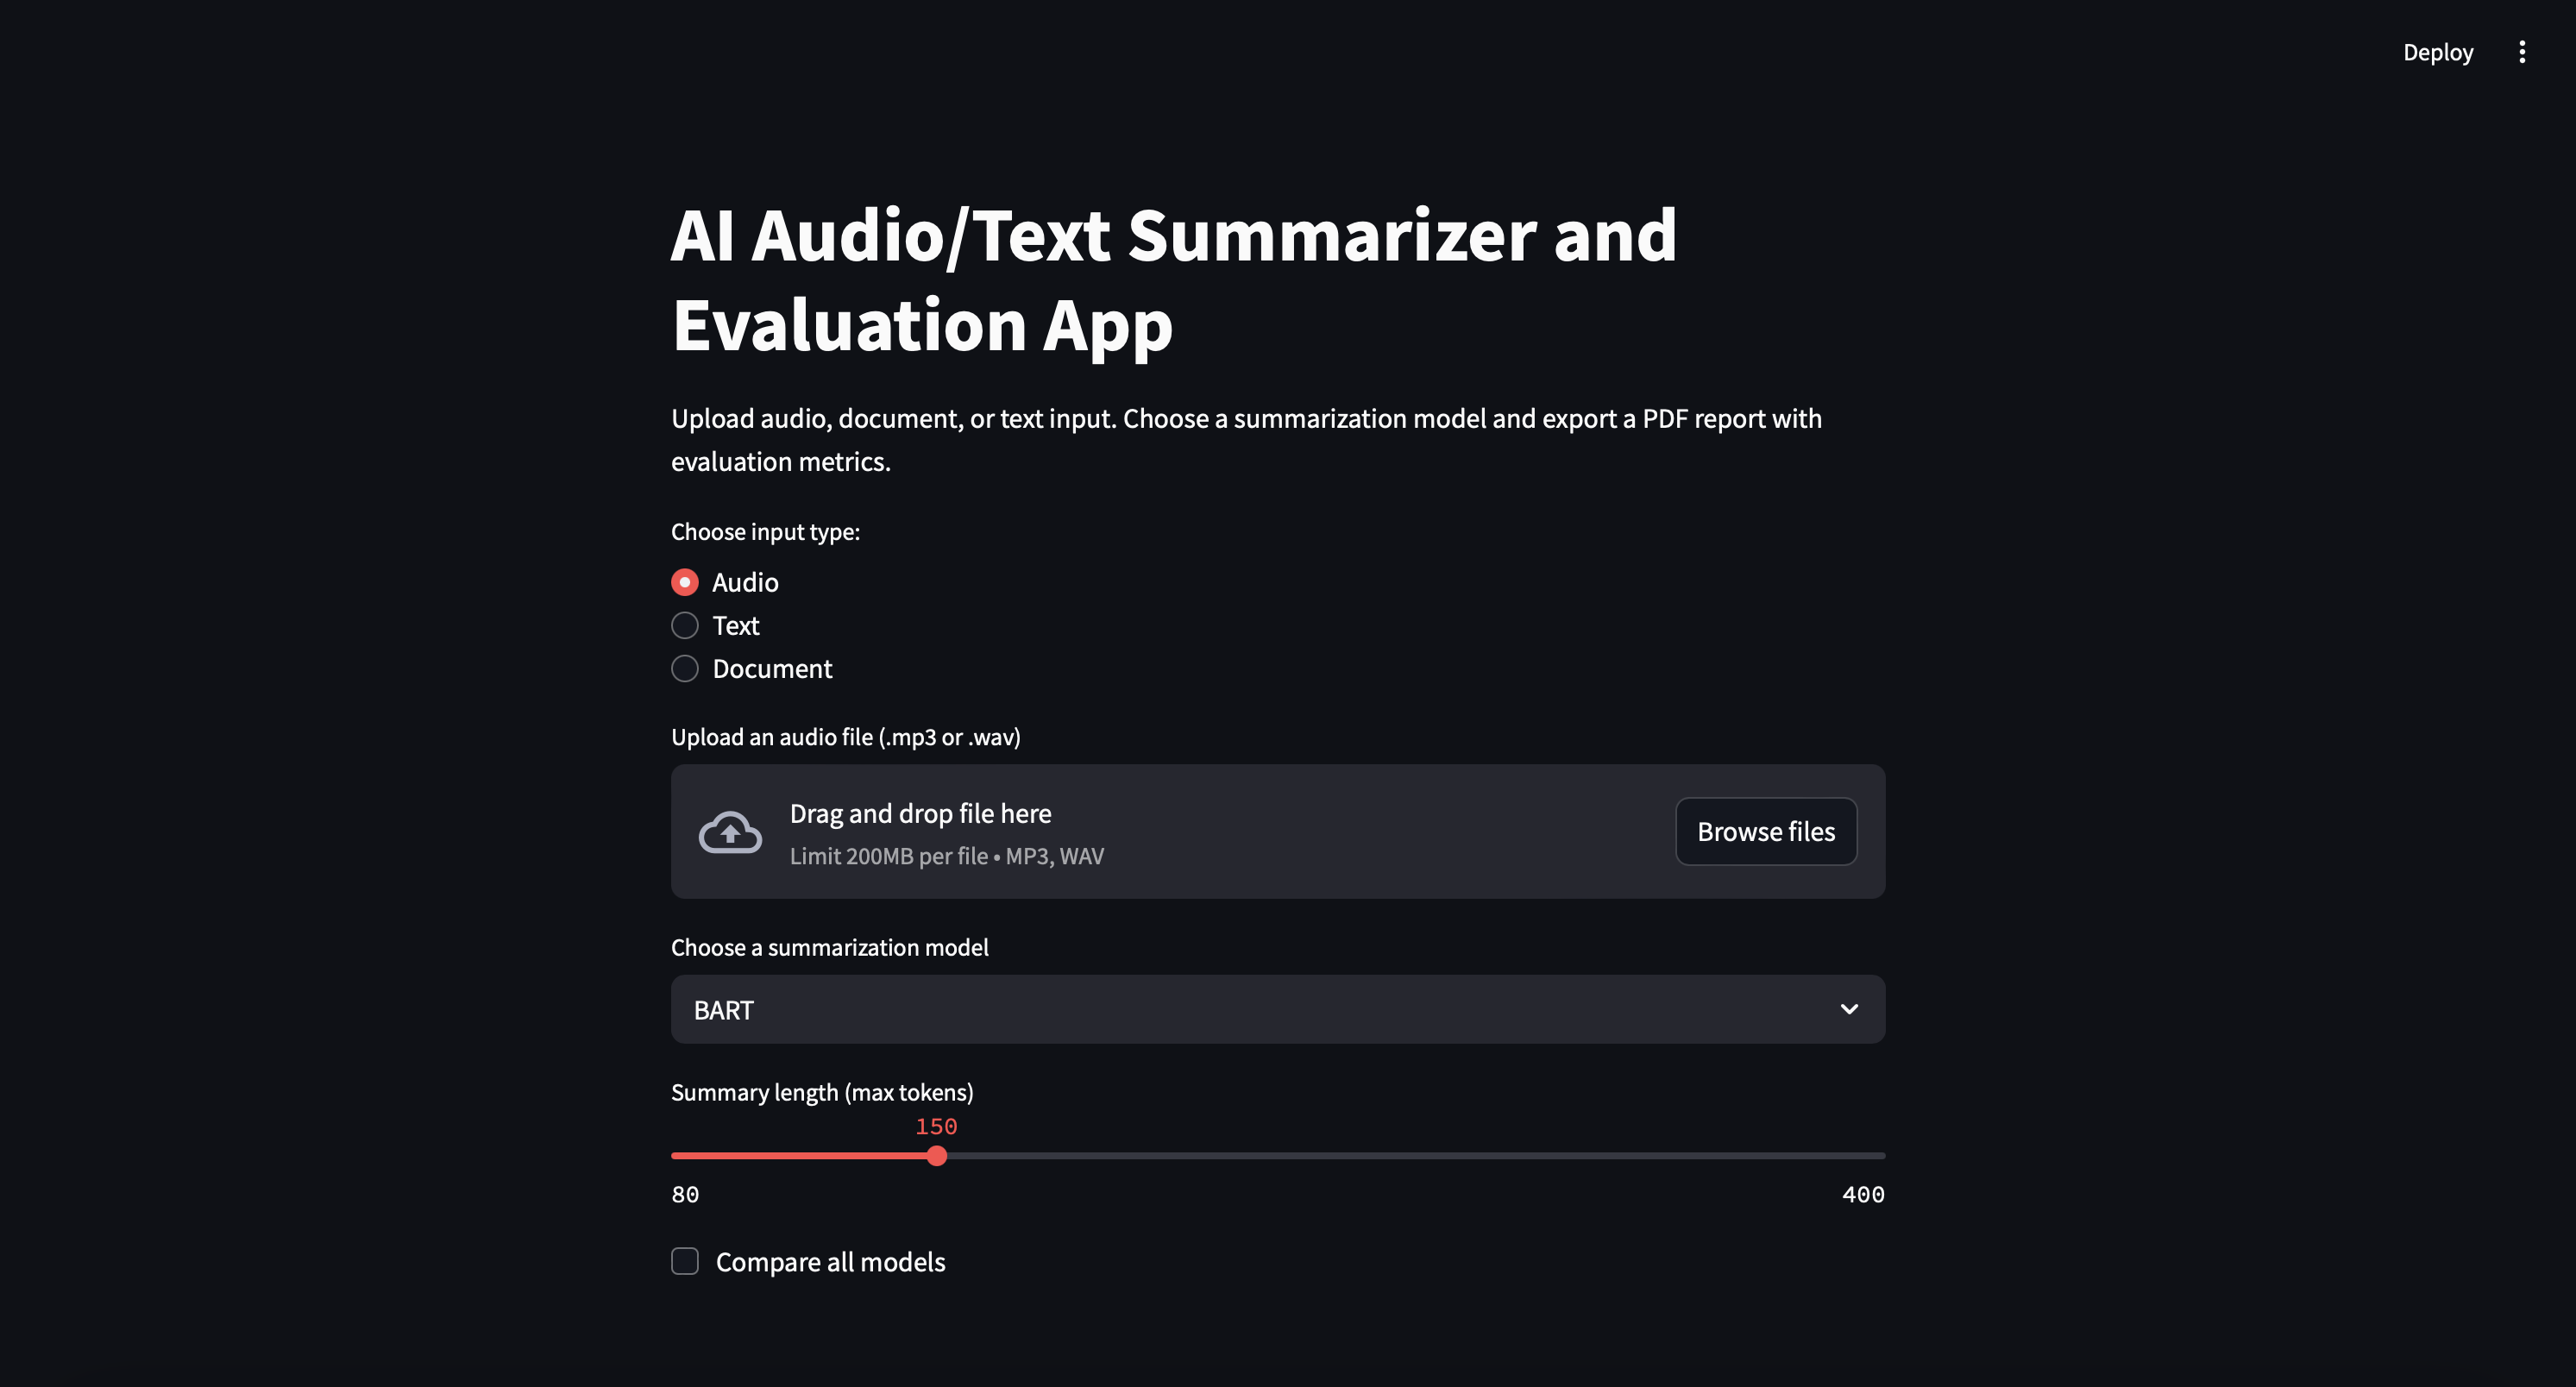 Deploy
AI Audio/Text Summarizer and
Evaluation App
Upload audio, document, or text input. Choose a summarization model and export a PDF report with
evaluation metrics.
Choose input type:
Audio
Text
Document
Upload an audio file (.mp3 or .wav)
Drag and drop file here
Limit 200MB per file • MP3, WAV
Browse files
Choose a summarization model
BART
Summary length (max tokens)
150
80
400
Compare all models